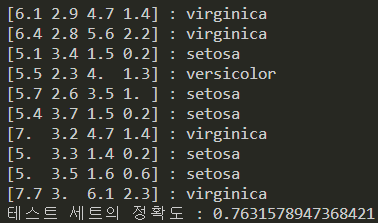 [6.1 2.9 4.7 1.4] : virginica
[6.4 2.8 5.6 2.2] : virginica
[5.1 3.4 1.5 0.2] : setosa
[5.5 2.3 4.  1.3] : versicolor
[5.7 2.6 3.5 1. ] : setosa
[5.4 3.7 1.5 0.2] : setosa
[7.  3.2 4.7 1.4] : virginica
[5.  3.3 1.4 0.2] : setosa
[5.  3.5 1.6 0.6] : setosa
[7.7 3.  6.1 2.3] : virginica
테스트 세트의 정확도 : 0.7631578947368421